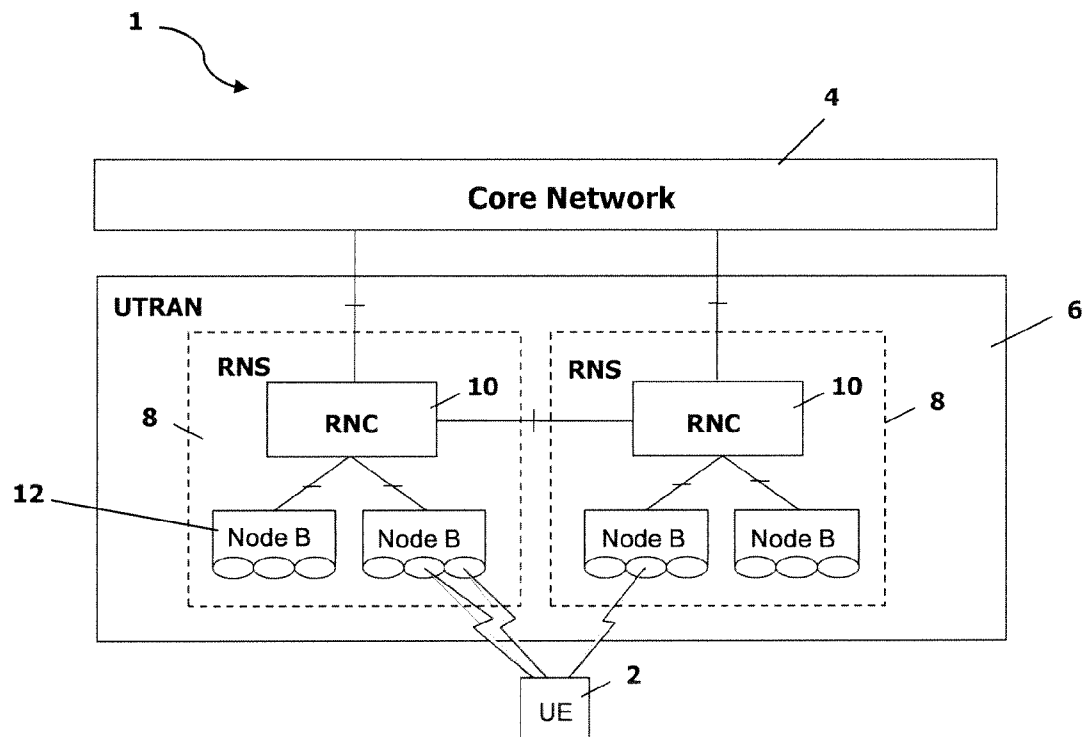 1
4
Core Network
UTRAN
6
RNS
RNS
10
10
8
RNC
RNC
8
12
Node B
Node B
Node B
Node B
2
UE